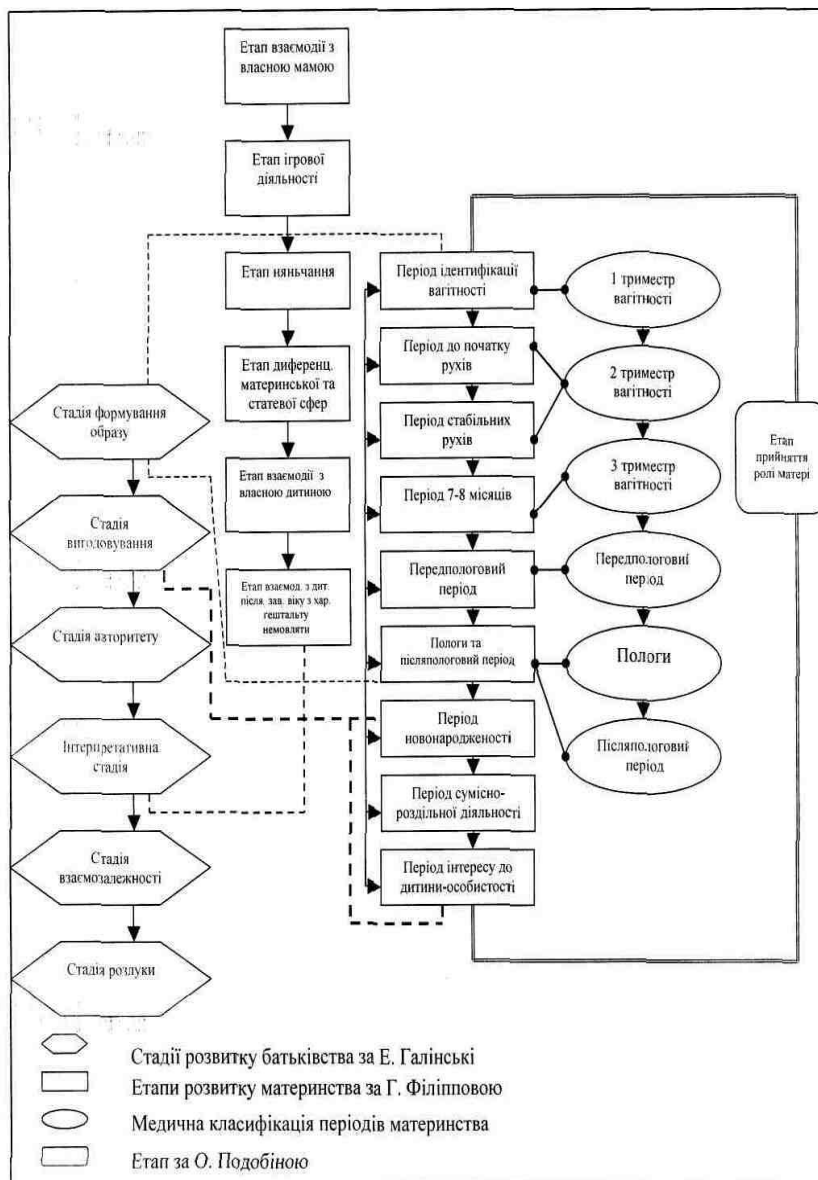 Етап взаємодії з
власною мамою
Етап ігрової
діяльності
Етап няньчання
Етап диференц.
материнської та
статевої сфер
Етап взаємодії з
власною дитиною
Етап взаємод. з дит.
після. зав. віку з хар.
гештальту
немовляти
Стадія формування
образу
Стадія
вигодовування
Стадія авторитету
Інтерпретативна
стадія
Стадія
взаємозалежності
Стадія розлуки
Період ідентифікації
вагітності
Період до початку
рухів
Період стабільних
рухів
Період 7-8 місяців
Передпологовий
період
Пологи та
післяпологовий період
Період
новонародженості
Період сумісно-
роздільної діяльності
Період інтересу до
дитини-особистості
1 триместр
вагітності
2 триместр
вагітності
3 триместр
вагітності
Передпологовий
період
Пологи
Післяпологовий
період
Етап
прийняття
ролі матері
Стадії розвитку батьківства за Е. Галінські
Етапи розвитку материнства за Г. Філіпповою
Медична класифікація періодів материнства
Етап за О. Подобіною